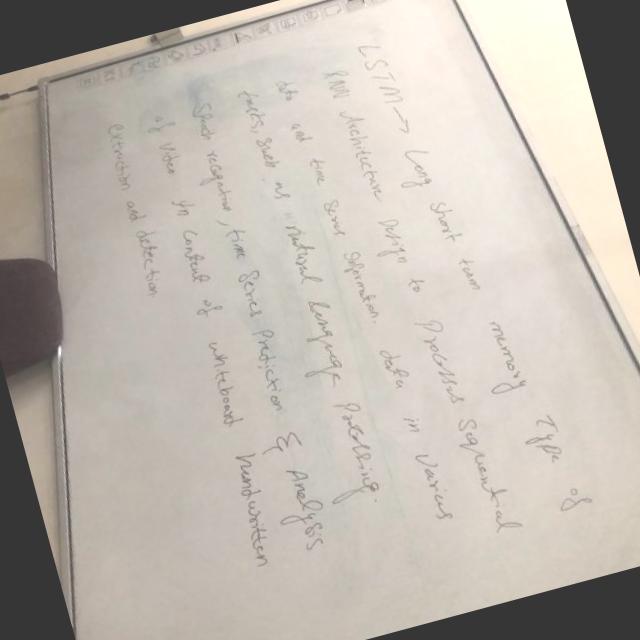 LSTM → Long short term memory Type of
RNN Architecture Design to Processes Sequential
data and time series information. data in Various
tasks, such as natural language Processing.
Speech recognition, time Series Prediction & Analysis
of Video in Context of whiteboard handwritten
extraction and detection